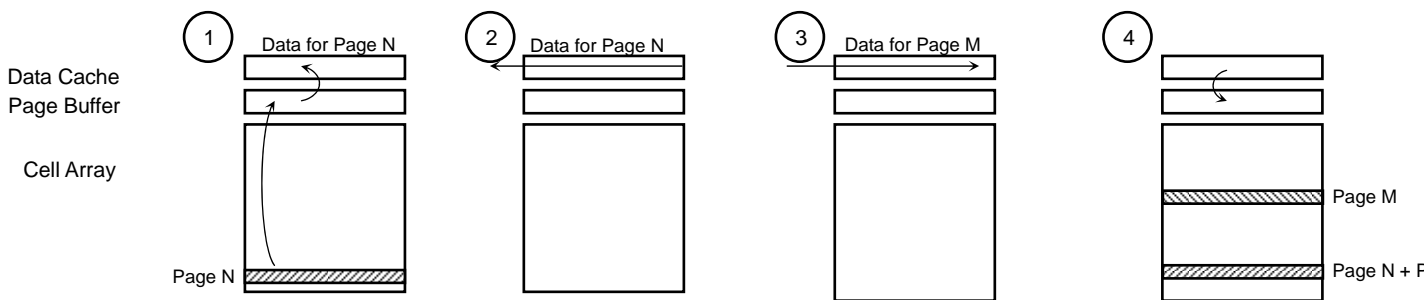 1
Data for Page N
2
Data for Page N
3
Data for Page M
4
Data Cache
Page Buffer
Cell Array
Page M
Page N
Page N + P